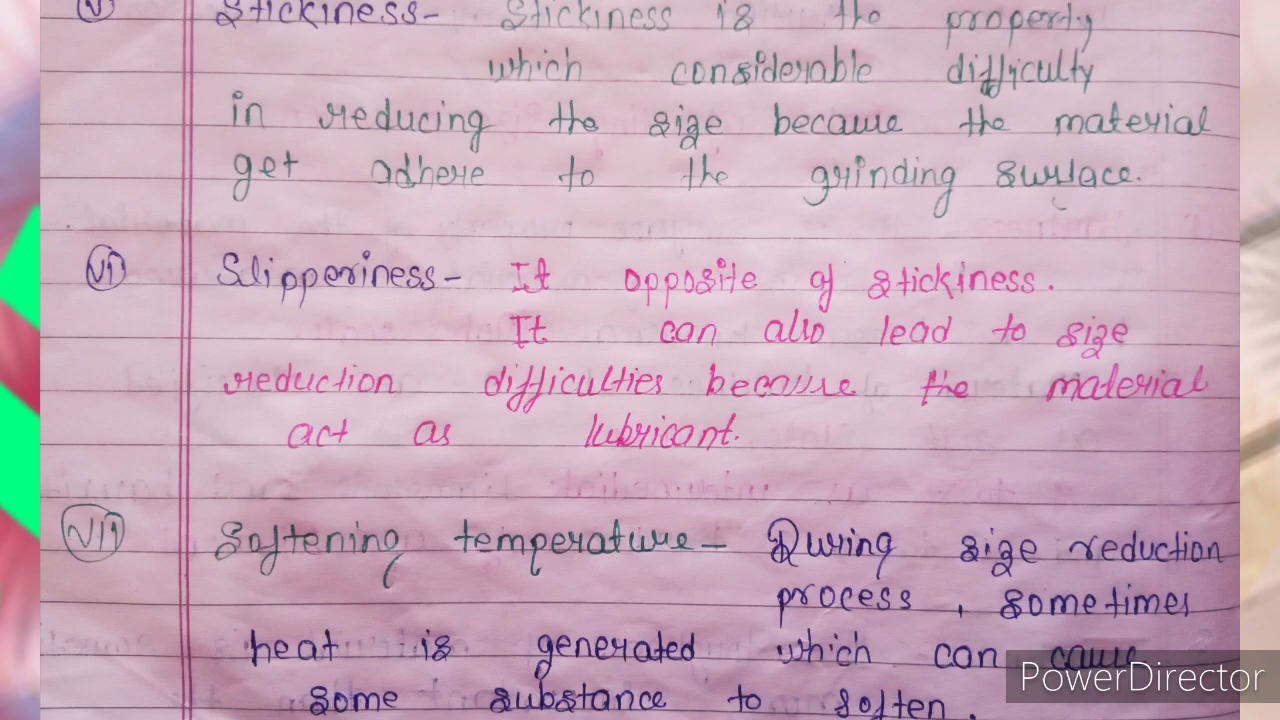 (v) Stickiness- Stickiness is the property
which considerable difficulty
in reducing the size because the material
get adhere to the grinding surface.
(vi) Slipperiness- It opposite of stickiness.
It can also lead to size
reduction difficulties because the material
act as lubricant.
(vii) Softening temperature- During size reduction
process, sometimes
heat is generated which can cause
some substance to soften.
PowerDirector